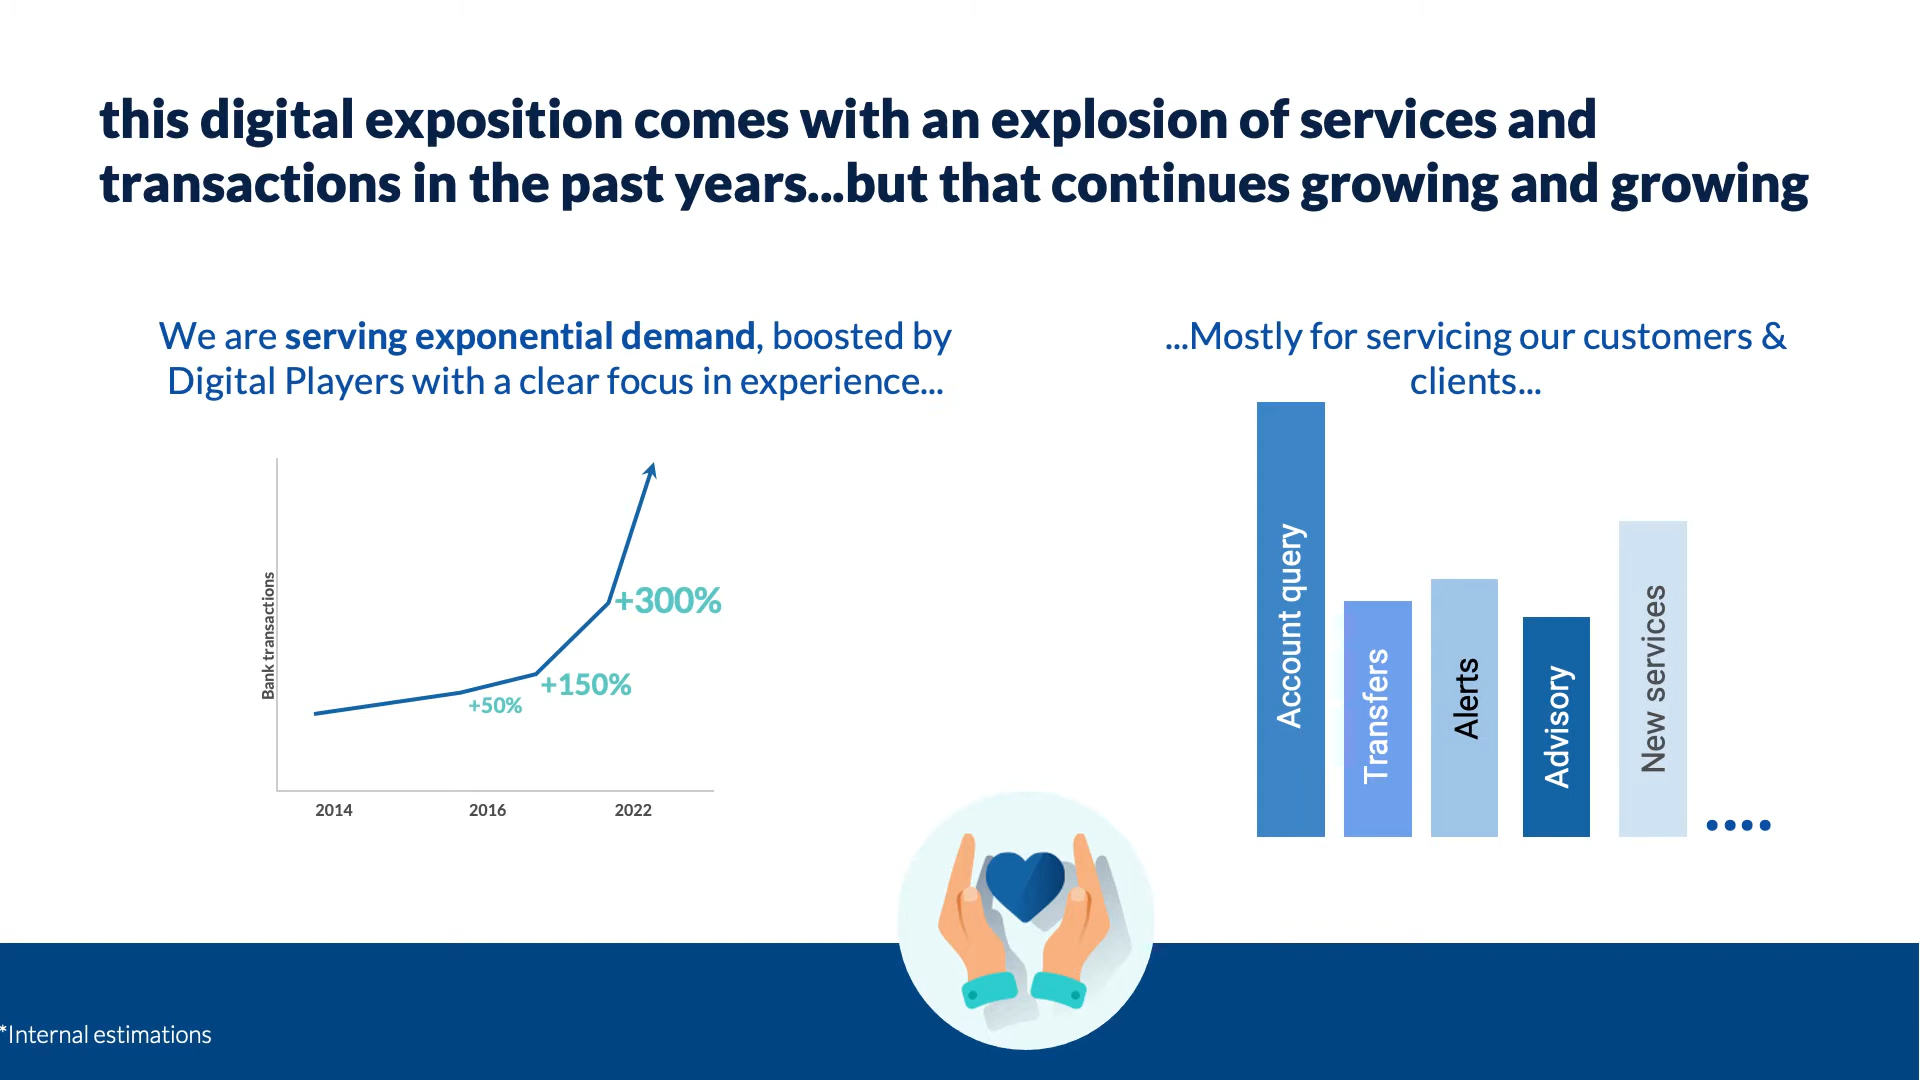 this digital exposition comes with an explosion of services and
transactions in the past years...but that continues growing and growing
We are serving exponential demand, boosted by
Digital Players with a clear focus in experience...
Bank transactions
+300%
+150%
+50%
2014
2016
2022
...Mostly for servicing our customers &
clients...
Account query
Transfers
Alerts
Advisory
New services
....
*Internal estimations